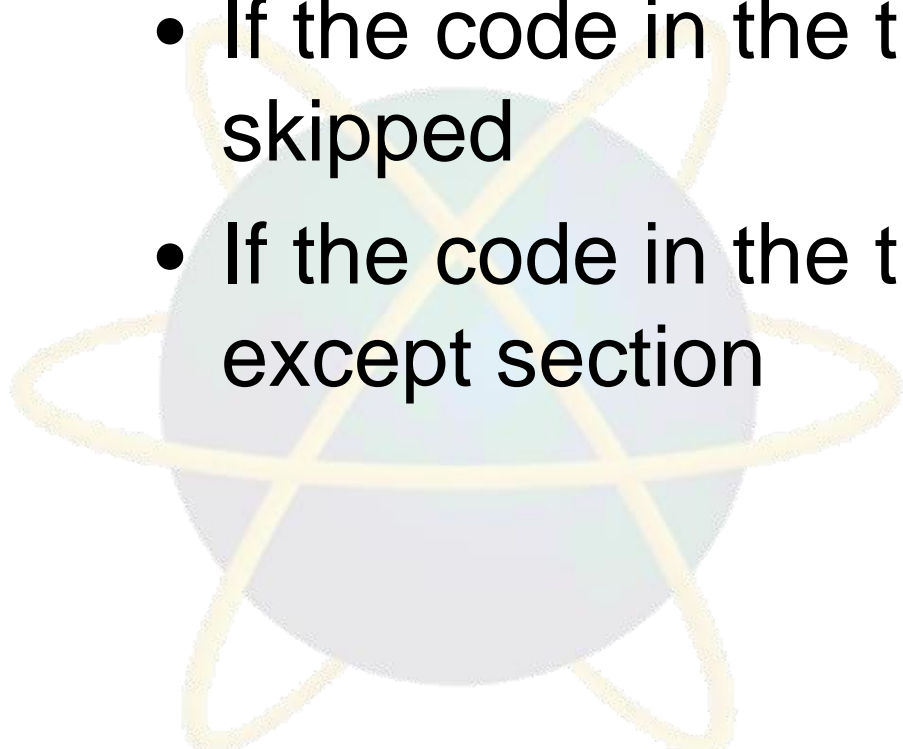 • If the code in the t
skipped
• If the code in the t
except section